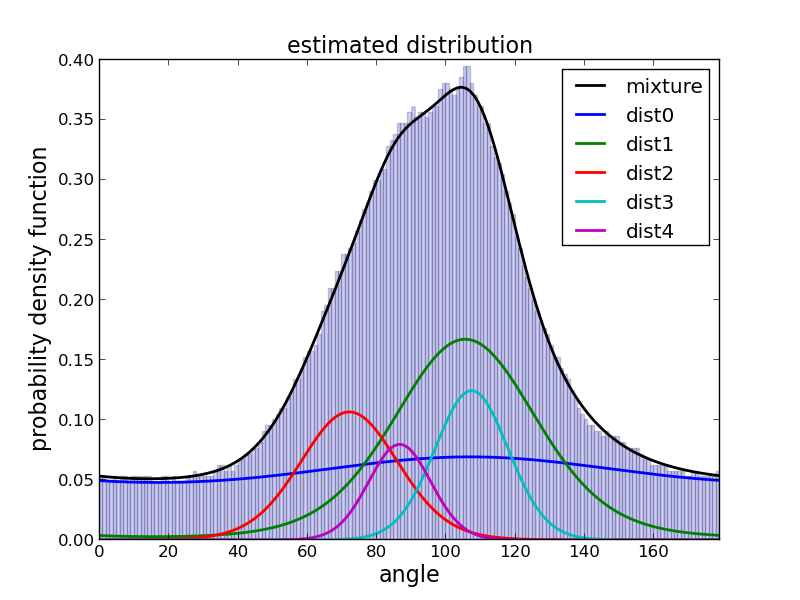 estimated distribution
probability density function
0.40
0.35
0.30
0.25
0.20
0.15
0.10
0.05
0.00
mixture
dist0
dist1
dist2
dist3
dist4
0 20 40 60 80 100 120 140 160
angle